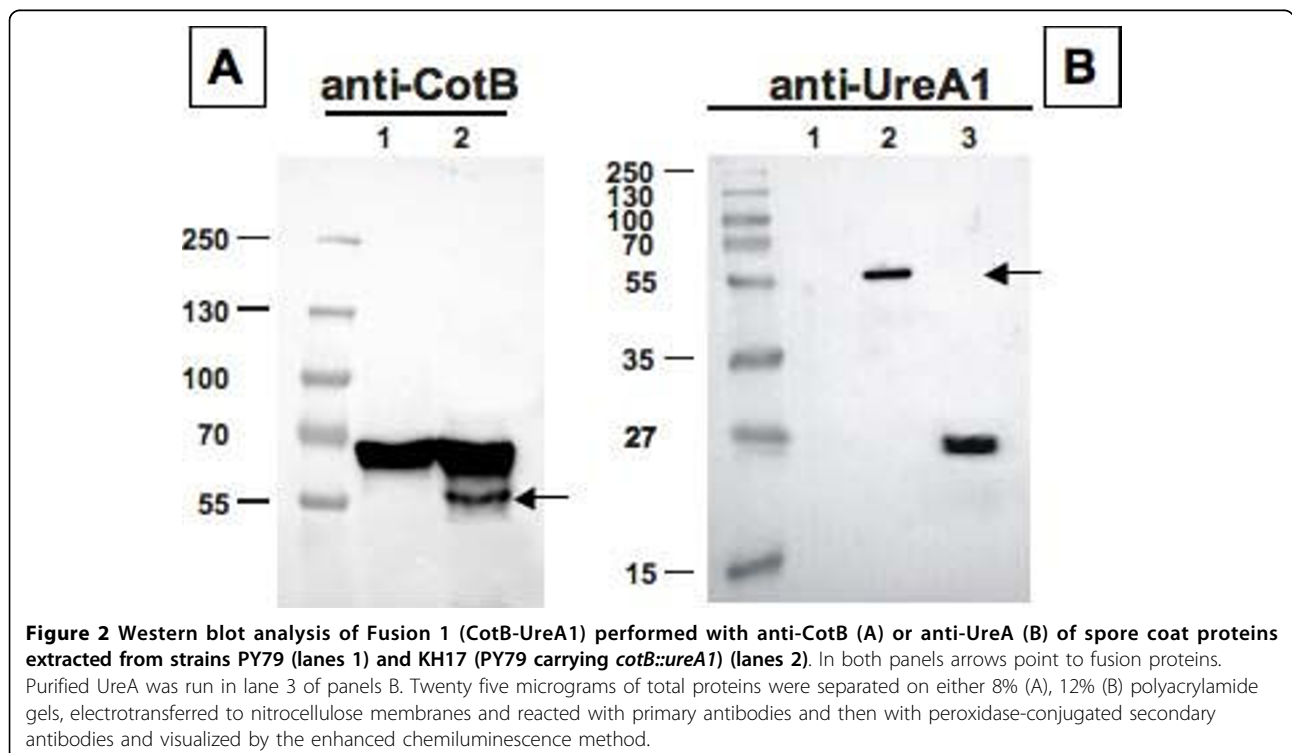 A
anti-CotB
1 2
250
130
100
70
55
B
anti-UreA1
1 2 3
250
130
100
70
55
35
27
15
Figure 2 Western blot analysis of Fusion 1 (CotB-UreA1) performed with anti-CotB (A) or anti-UreA (B) of spore coat proteins
extracted from strains PY79 (lanes 1) and KH17 (PY79 carrying cotB::ureA1) (lanes 2). In both panels arrows point to fusion proteins.
Purified UreA was run in lane 3 of panels B. Twenty five micrograms of total proteins were separated on either 8% (A), 12% (B) polyacrylamide
gels, electrotransferred to nitrocellulose membranes and reacted with primary antibodies and then with peroxidase-conjugated secondary
antibodies and visualized by the enhanced chemiluminescence method.